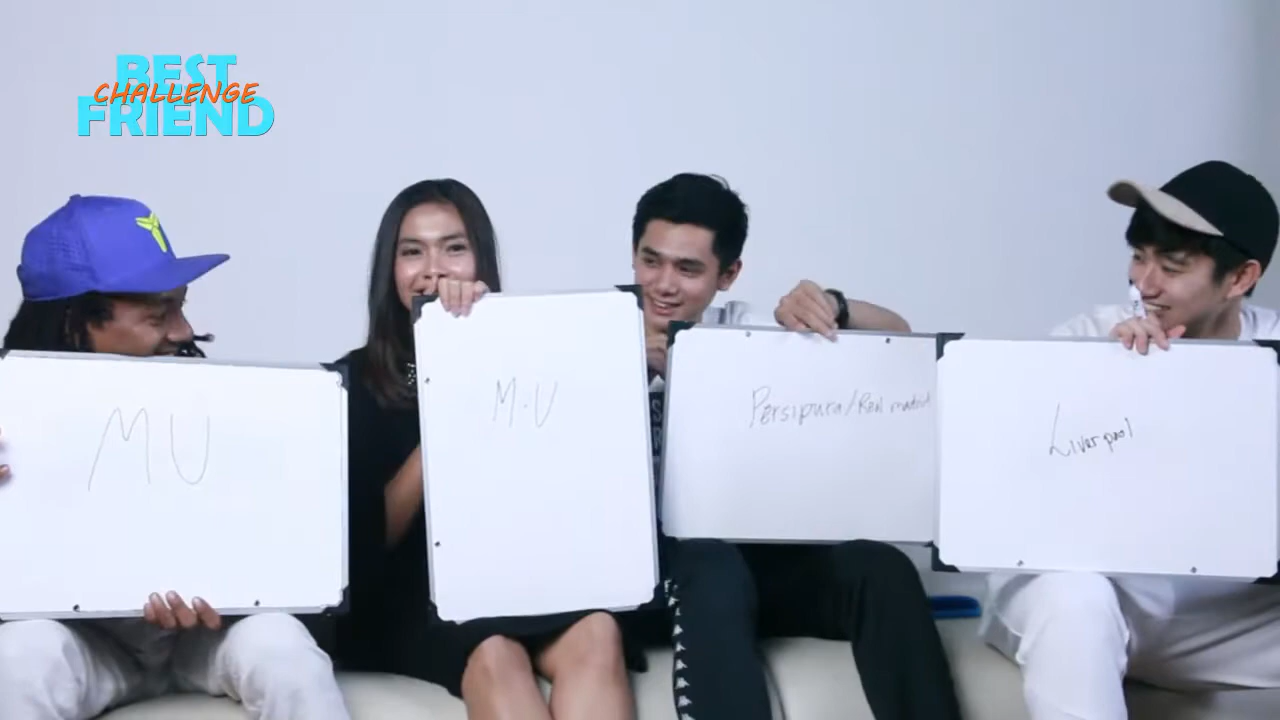 BEST
CHALLENGE
FRIEND
MU
M.U
Persipura/Real madrid
Liverpool